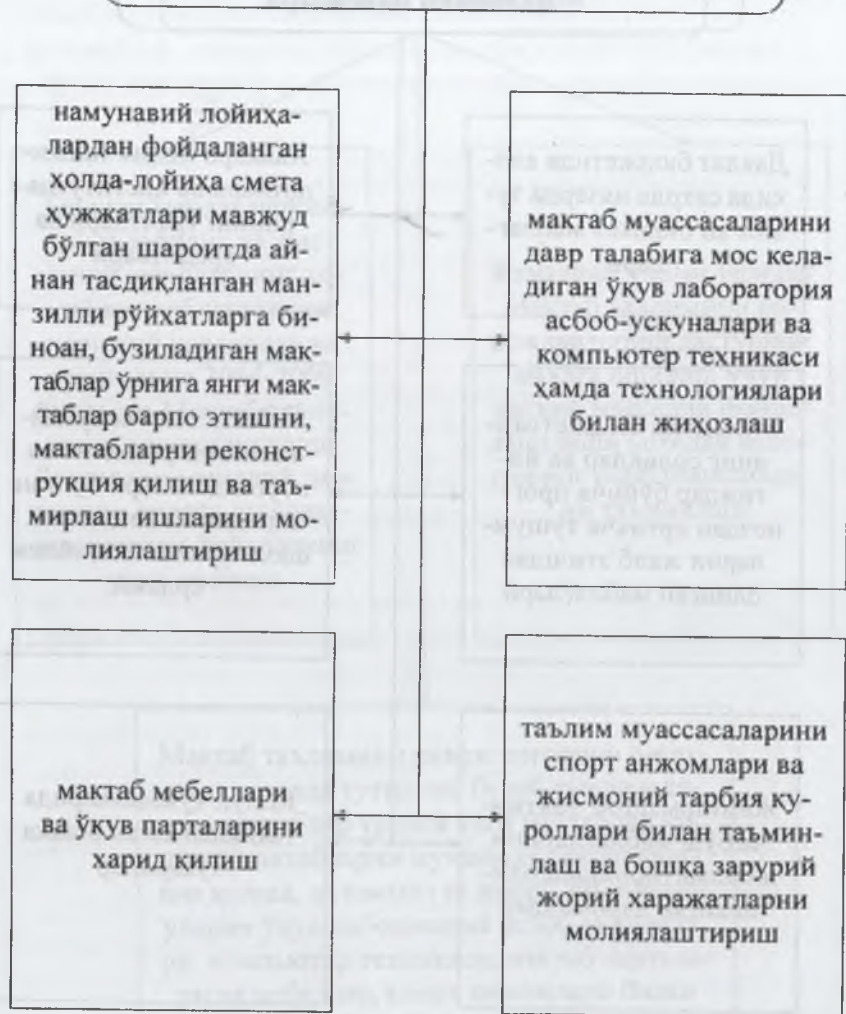 намунавий лойиҳа-
лардан фойдаланган
ҳолда-лойиҳа смета
ҳужжатлари мавжуд
бўлган шароитда ай-
нан тасдиқланган ман-
зилли рўйхатларга би-
ноан, бузиладиган мак-
таблар ўрнига янги мак-
таблар барпо этишни,
мактабларни реконст-
рукция қилиш ва таъ-
мирлаш ишларини мо-
лиялаштириш
мактаб муассасаларини
давр талабига мос кела-
диган ўқув лаборатория
асбоб-ускуналари ва
компьютер техникаси
ҳамда технологиялари
билан жиҳозлаш
мактаб мебеллари
ва ўқув парталарини
харид қилиш
таълим муассасаларини
спорт анжомлари ва
жисмоний тарбия қу-
роллари билан таъмин-
лаш ва бошқа зарурий
жорий харажатларни
молиялаштириш